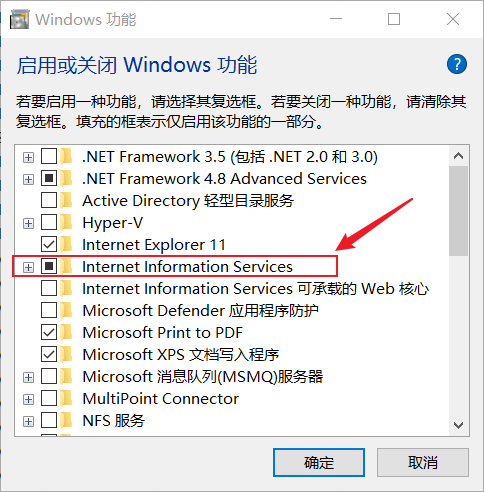 Windows 功能
启用或关闭 Windows 功能
若要启用一种功能，请选择其复选框。若要关闭一种功能，请清除其
复选框。填充的框表示仅启用该功能的一部分。
.NET Framework 3.5 (包括 .NET 2.0 和 3.0)
.NET Framework 4.8 Advanced Services
Active Directory 轻型目录服务
Hyper-V
Internet Explorer 11
Internet Information Services
Internet Information Services 可承载的 Web 核心
Microsoft Defender 应用程序防护
Microsoft Print to PDF
Microsoft XPS 文档写入程序
Microsoft 消息队列(MSMQ)服务器
MultiPoint Connector
NFS 服务
确定
取消